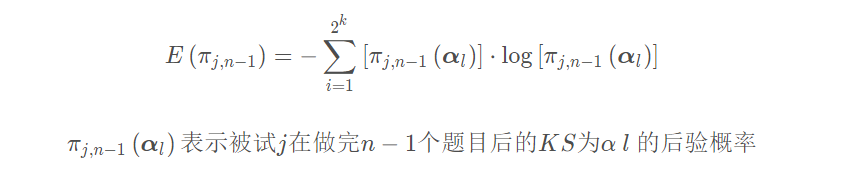 E (π_{j,n−1}) = − ∑_{i=1}^{2^k} [π_{j,n−1} (α_l)] · log [π_{j,n−1} (α_l)]
π_{j,n−1} (α_l) 表示被试j在做完n − 1个题目后的KS为α l 的后验概率